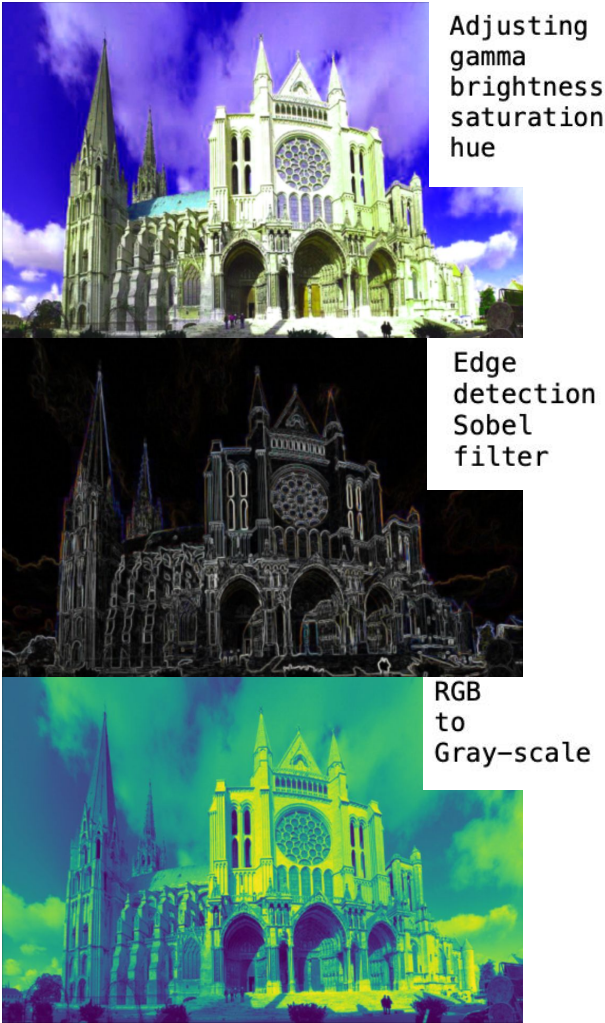 Adjusting
gamma
brightness
saturation
hue
Edge
detection
Sobel
filter
RGB
to
Gray-scale